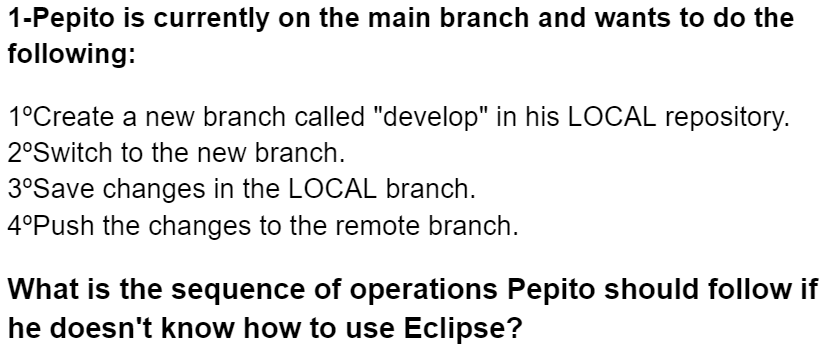 1-Pepito is currently on the main branch and wants to do the
following:
1ºCreate a new branch called "develop" in his LOCAL repository.
2ºSwitch to the new branch.
3ºSave changes in the LOCAL branch.
4ºPush the changes to the remote branch.
What is the sequence of operations Pepito should follow if
he doesn't know how to use Eclipse?